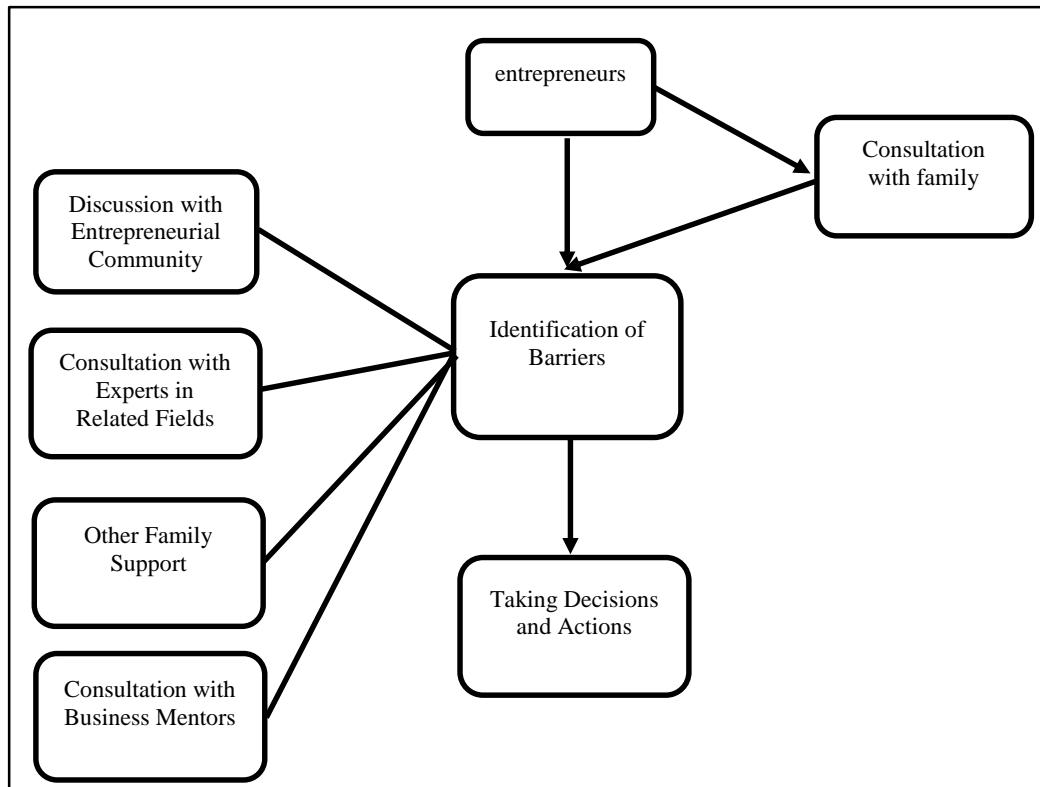 entrepreneurs
Consultation
with family
Discussion with
Entrepreneurial
Community
Identification of
Barriers
Consultation with
Experts in
Related Fields
Other Family
Support
Taking Decisions
and Actions
Consultation with
Business Mentors